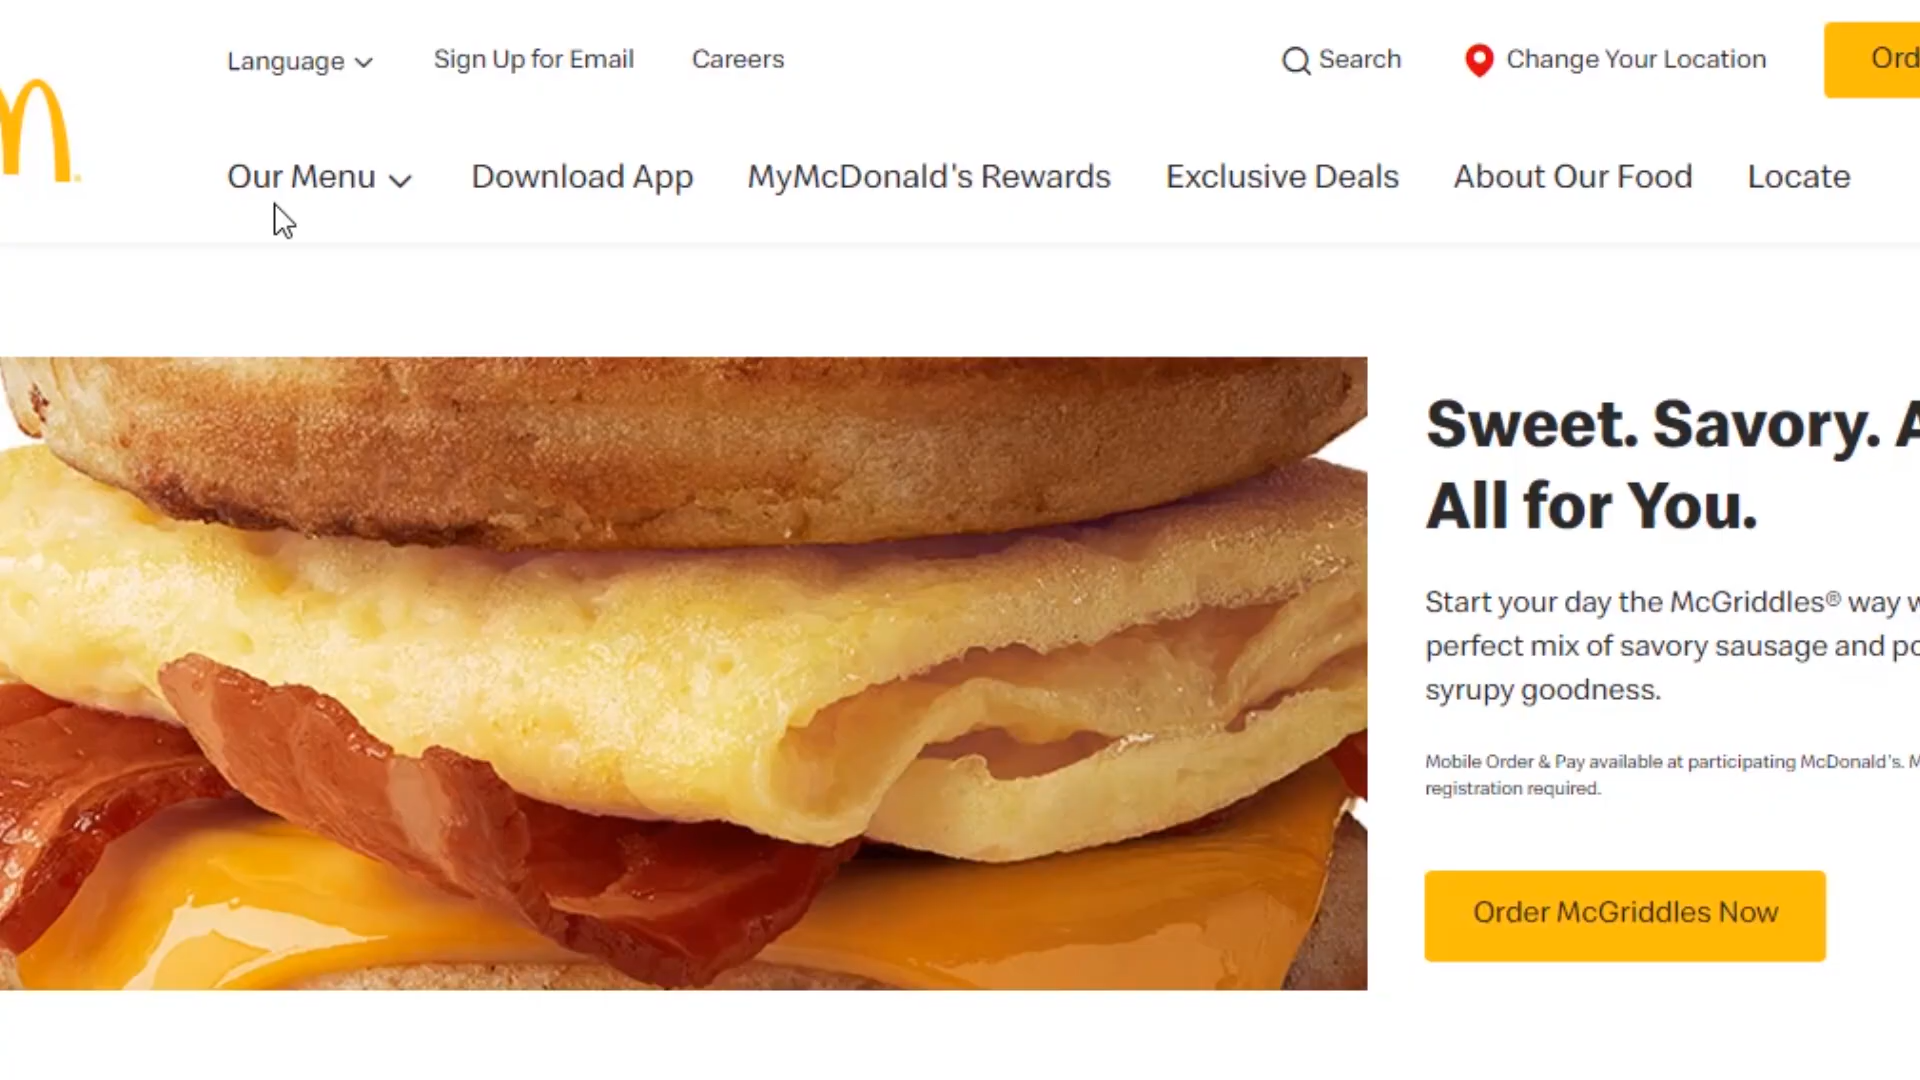 Language
Sign Up for Email
Careers
Search
Change Your Location
Our Menu
Download App
MyMcDonald's Rewards
Exclusive Deals
About Our Food
Locate
Sweet. Savory.
All for You.
Start your day the McGriddles® way
perfect mix of savory sausage and
syrupy goodness.
Mobile Order & Pay available at participating McDonald's.
registration required.
Order McGriddles Now